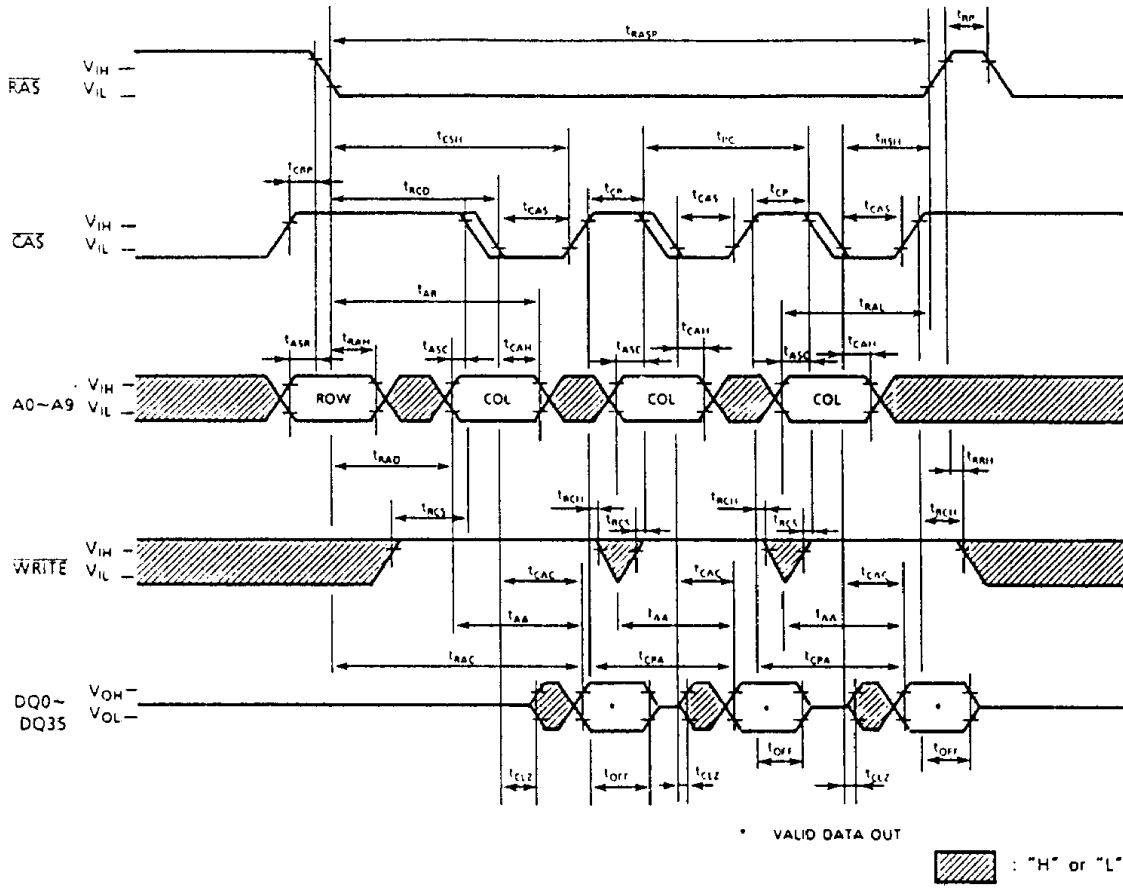 tRP
tRASP
RAS
VIH
VIL
tCSH tPC tRSH
tCRP
tRCD tCP tCP
tCAS tCAS tCAS
CAS
VIH
VIL
tAR tRAL
tASR tRAH tASC tCAH tASC tCAH tASC tCAH
A0~A9
VIH
VIL
ROW COL COL COL
tRAD tRRH
tRCS tRCH tRCS tRCH tRCS tRCH
WRITE
VIH
VIL
tCAC tCAC tCAC
tAA tAA tAA
tRAC tCPA tCPA
DQ0~
DQ35
VOH
VOL
* * *
tOFF tOFF
tCLZ tOFF tCLZ tCLZ
* VALID DATA OUT
: "H" or "L"